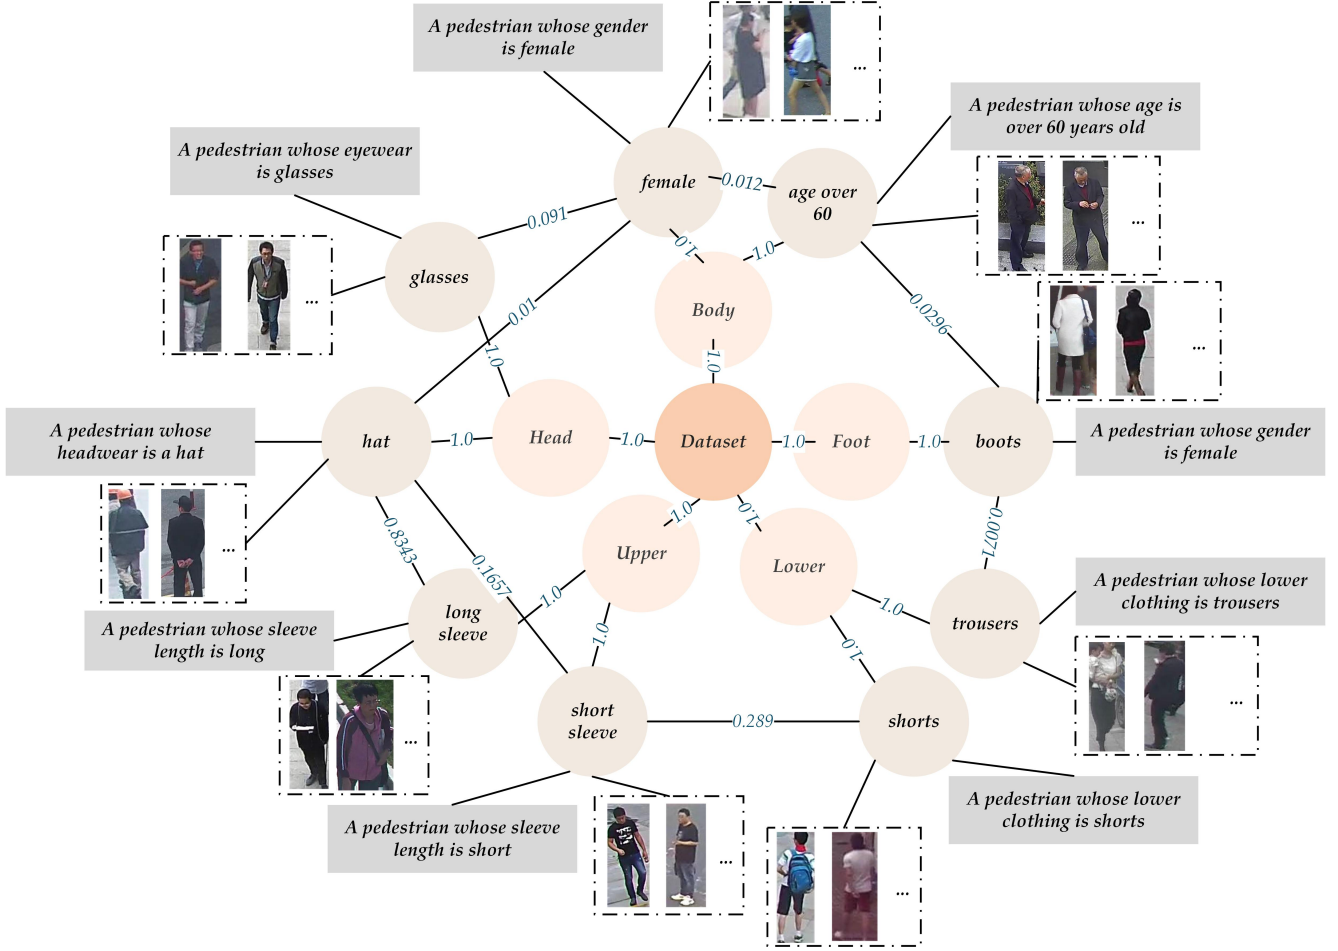 A pedestrian whose gender
is female
...
A pedestrian whose age is
over 60 years old
A pedestrian whose eyewear
is glasses
female
0.012
age over
60
...
0.091
1.0
1.0
glasses
...
Body
0.01
0.0296
1.0
1.0
...
A pedestrian whose
headwear is a hat
hat
1.0
Head
1.0
Dataset
1.0
Foot
1.0
boots
A pedestrian whose gender
is female
...
0.8343
0.1657
1.0
1.0
0.0071
Upper
Lower
A pedestrian whose lower
clothing is trousers
A pedestrian whose sleeve
length is long
long
sleeve
1.0
1.0
1.0
1.0
trousers
...
...
short
sleeve
0.289
shorts
A pedestrian whose sleeve
length is short
...
A pedestrian whose lower
clothing is shorts
...